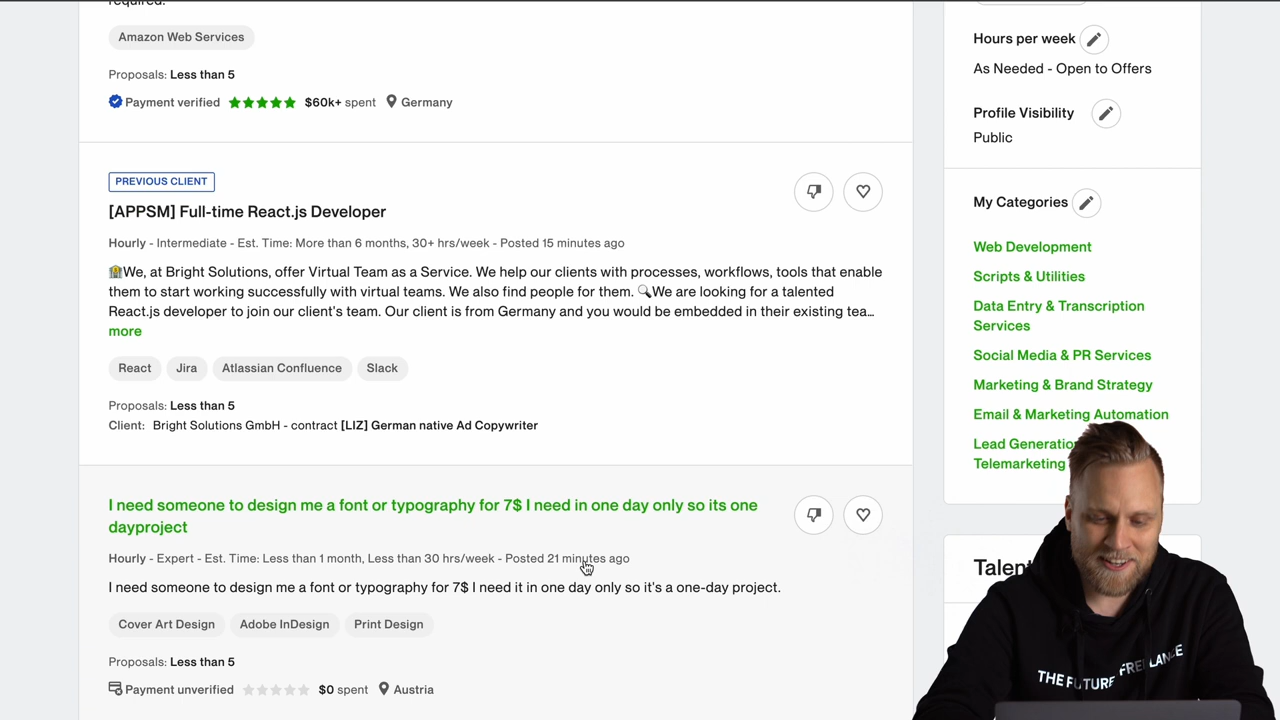 required.
Amazon Web Services
Proposals: Less than 5
Payment verified $60k+ spent Germany
PREVIOUS CLIENT
[APPSM] Full-time React.js Developer
Hourly - Intermediate - Est. Time: More than 6 months, 30+ hrs/week - Posted 15 minutes ago
We, at Bright Solutions, offer Virtual Team as a Service. We help our clients with processes, workflows, tools that enable
them to start working successfully with virtual teams. We also find people for them. 🔍We are looking for a talented
React.js developer to join our client's team. Our client is from Germany and you would be embedded in their existing tea…
more
React Jira Atlassian Confluence Slack
Proposals: Less than 5
Client: Bright Solutions GmbH - contract [LIZ] German native Ad Copywriter
I need someone to design me a font or typography for 7$ I need in one day only so its one
dayproject
Hourly - Expert - Est. Time: Less than 1 month, Less than 30 hrs/week - Posted 21 minutes ago
I need someone to design me a font or typography for 7$ I need it in one day only so it's a one-day project.
Cover Art Design Adobe InDesign Print Design
Proposals: Less than 5
Payment unverified $0 spent Austria
Hours per week
As Needed - Open to Offers
Profile Visibility
Public
My Categories
Web Development
Scripts & Utilities
Data Entry & Transcription
Services
Social Media & PR Services
Marketing & Brand Strategy
Email & Marketing Automation
Lead Generatio
Telemarketing
Talen
THE FUTURE FREELANCE